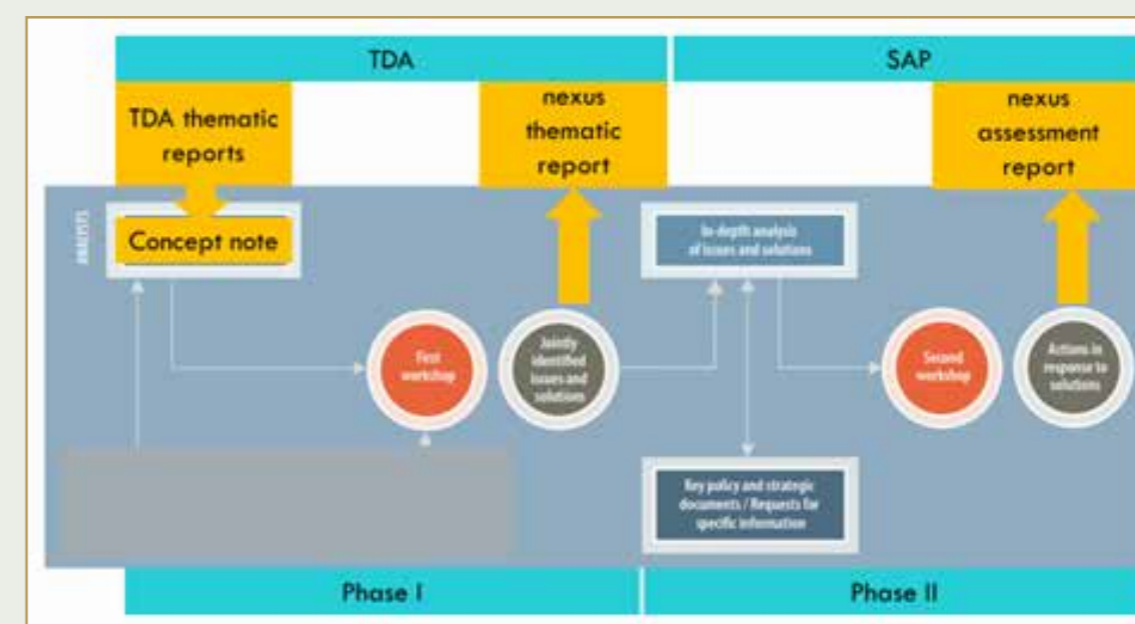 TDA
SAP
TDA thematic
reports
nexus
thematic
report
nexus
assessment
report
ANALYSIS
Concept note
In-depth analysis
of issues and solutions
First
workshop
Jointly
identified
issues and
solutions
Second
workshop
Actions in
response to
solutions
Key policy and strategic
documents / Requests for
specific information
Phase I
Phase II